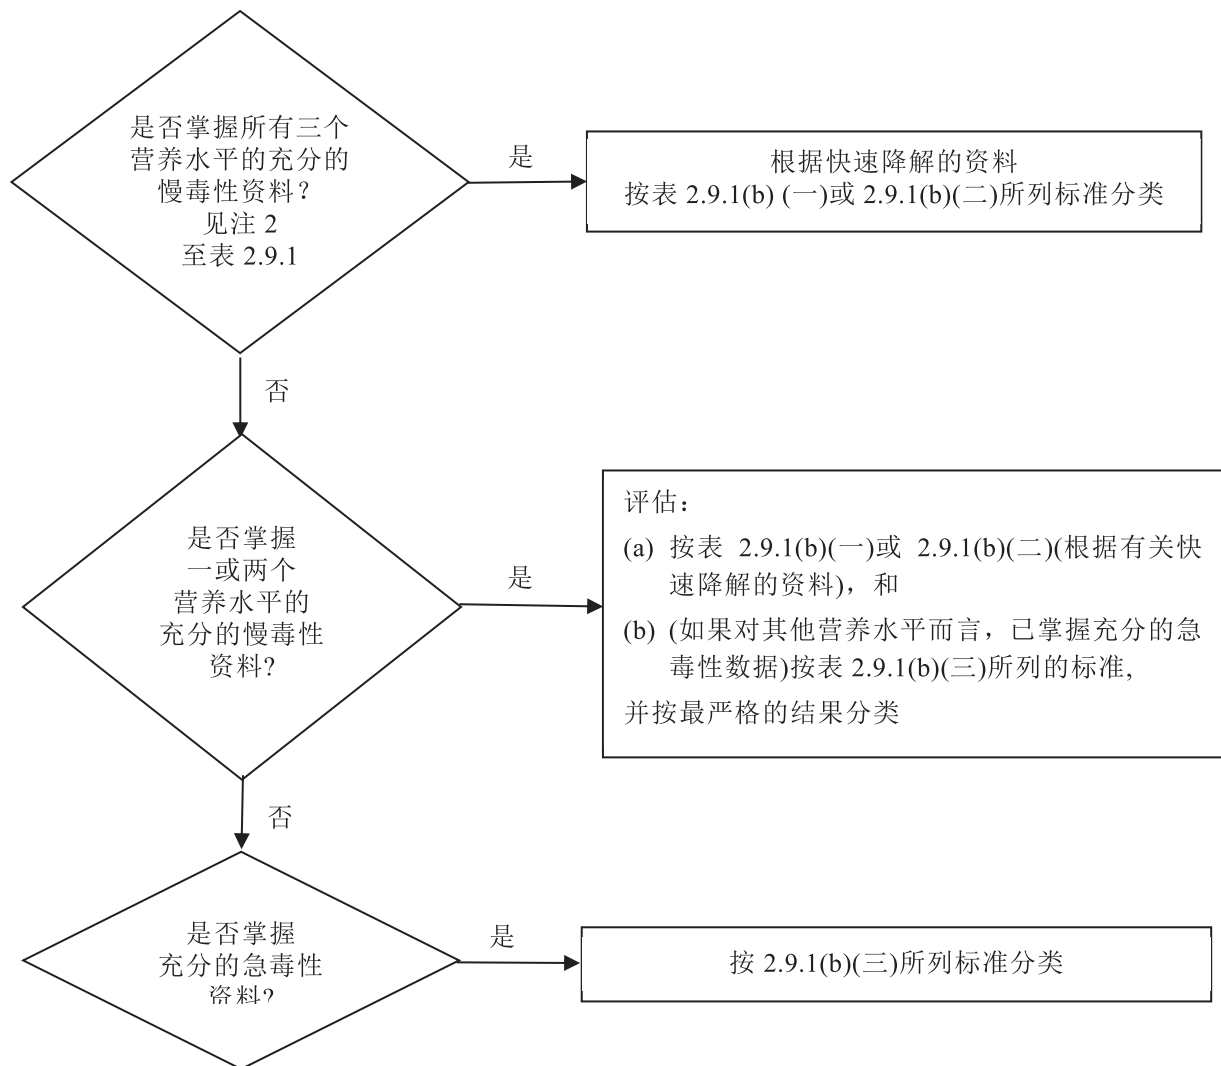 是否掌握所有三个
营养水平的充分的
慢毒性资料？
见注 2
至表 2.9.1
是
根据快速降解的资料
按表 2.9.1(b) (一)或 2.9.1(b)(二)所列标准分类
否
是否掌握
一或两个
营养水平的
充分的慢毒性
资料?
是
评估：
(a) 按表 2.9.1(b)(一)或 2.9.1(b)(二)(根据有关快
速降解的资料)，和
(b) (如果对其他营养水平而言，已掌握充分的急
毒性数据)按表 2.9.1(b)(三)所列的标准,
并按最严格的结果分类
否
是否掌握
充分的急毒性
资料?
是
按 2.9.1(b)(三)所列标准分类